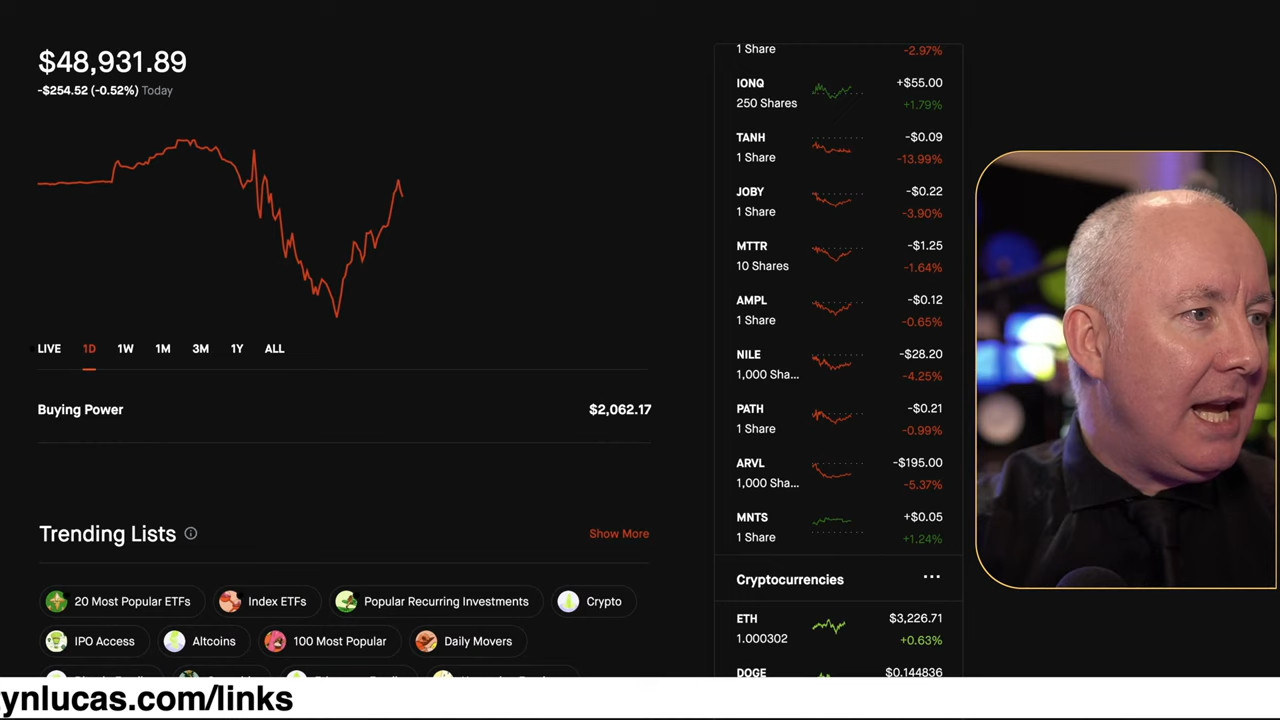 $48,931.89
-$254.52 (-0.52%) Today
LIVE 1D 1W 1M 3M 1Y ALL
Buying Power $2,062.17
Trending Lists
Show More
20 Most Popular ETFs
Index ETFs
Popular Recurring Investments
Crypto
IPO Access
Altcoins
100 Most Popular
Daily Movers
1 Share -2.97%
IONQ +$55.00
250 Shares +1.79%
TANH -$0.09
1 Share -13.99%
JOBY -$0.22
1 Share -3.90%
MTTR -$1.25
10 Shares -1.64%
AMPL -$0.12
1 Share -0.65%
NILE -$28.20
1,000 Sha... -4.25%
PATH -$0.21
1 Share -0.99%
ARVL -$195.00
1,000 Sha... -5.37%
MNTS +$0.05
1 Share +1.24%
Cryptocurrencies
ETH $3,226.71
1.000302 +0.63%
DOGE $0.144836
ynlucas.com/links